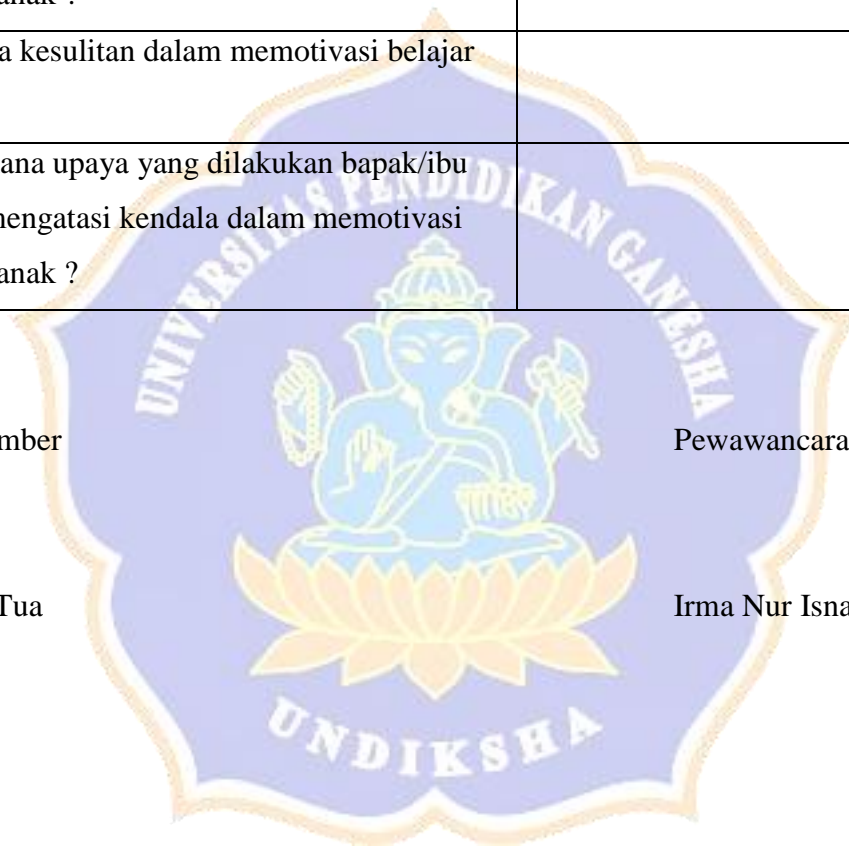 anak ?
a kesulitan dalam memotivasi belajar
ana upaya yang dilakukan bapak/ibu
mengatasi kendala dalam memotivasi
anak ?
UNIVERSITAS PENDIDIKAN GANESHA
mber
Pewawancara
Tua
Irma Nur Isna
UNDIKSHA